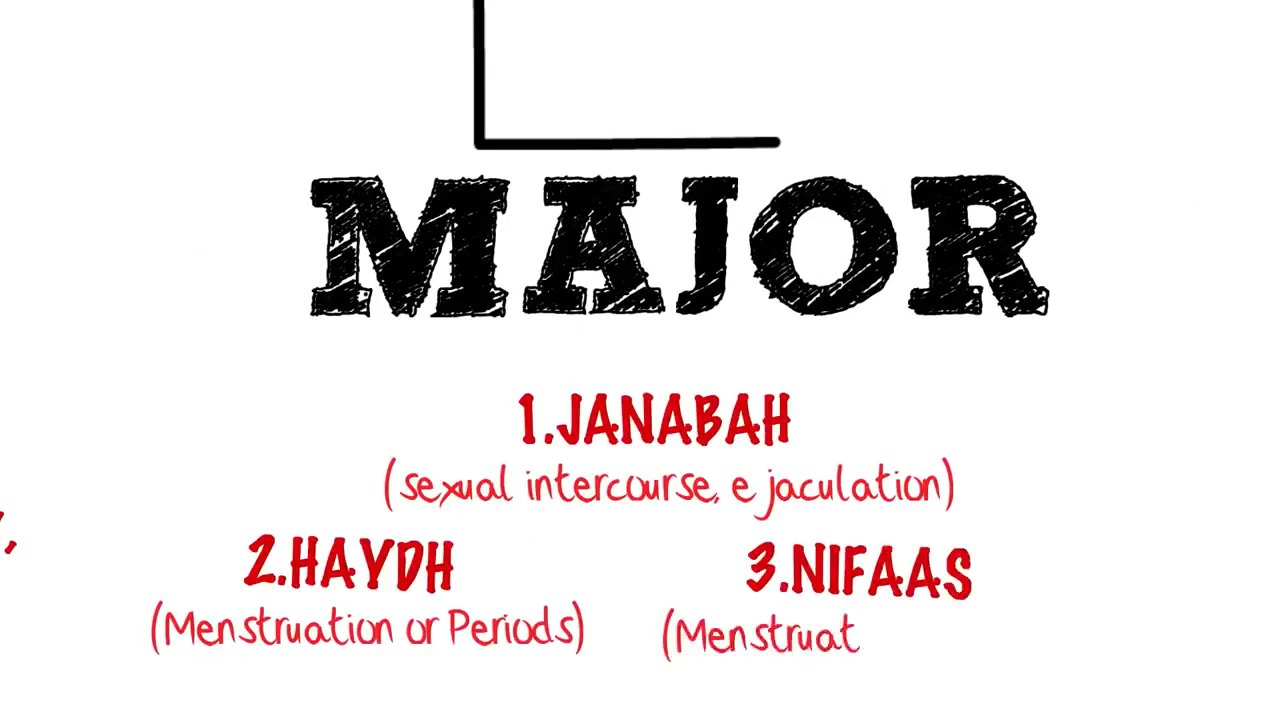 MAJOR
1.JANABAH
(sexual intercourse, ejaculation)
2.HAYDH
(Menstruation or Periods)
3.NIFAAS
(Menstruat